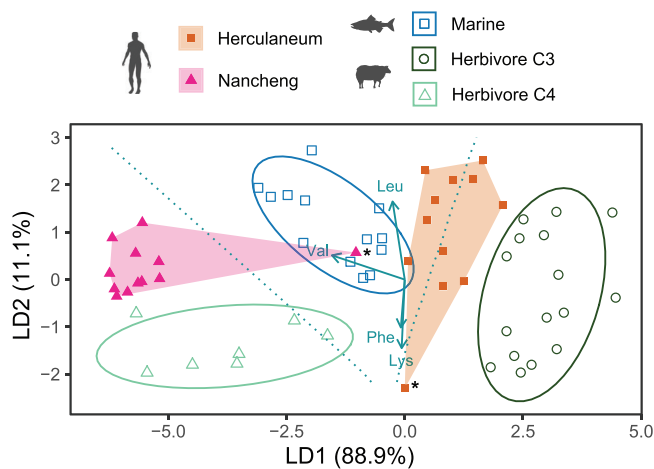 Herculaneum
Nancheng
Marine
Herbivore C3
Herbivore C4
LD2 (11.1%)
3
2
1
0
−1
−2
Leu
Val
*
Phe
Lys
*
−5.0
−2.5
0.0
2.5
5.0
LD1 (88.9%)